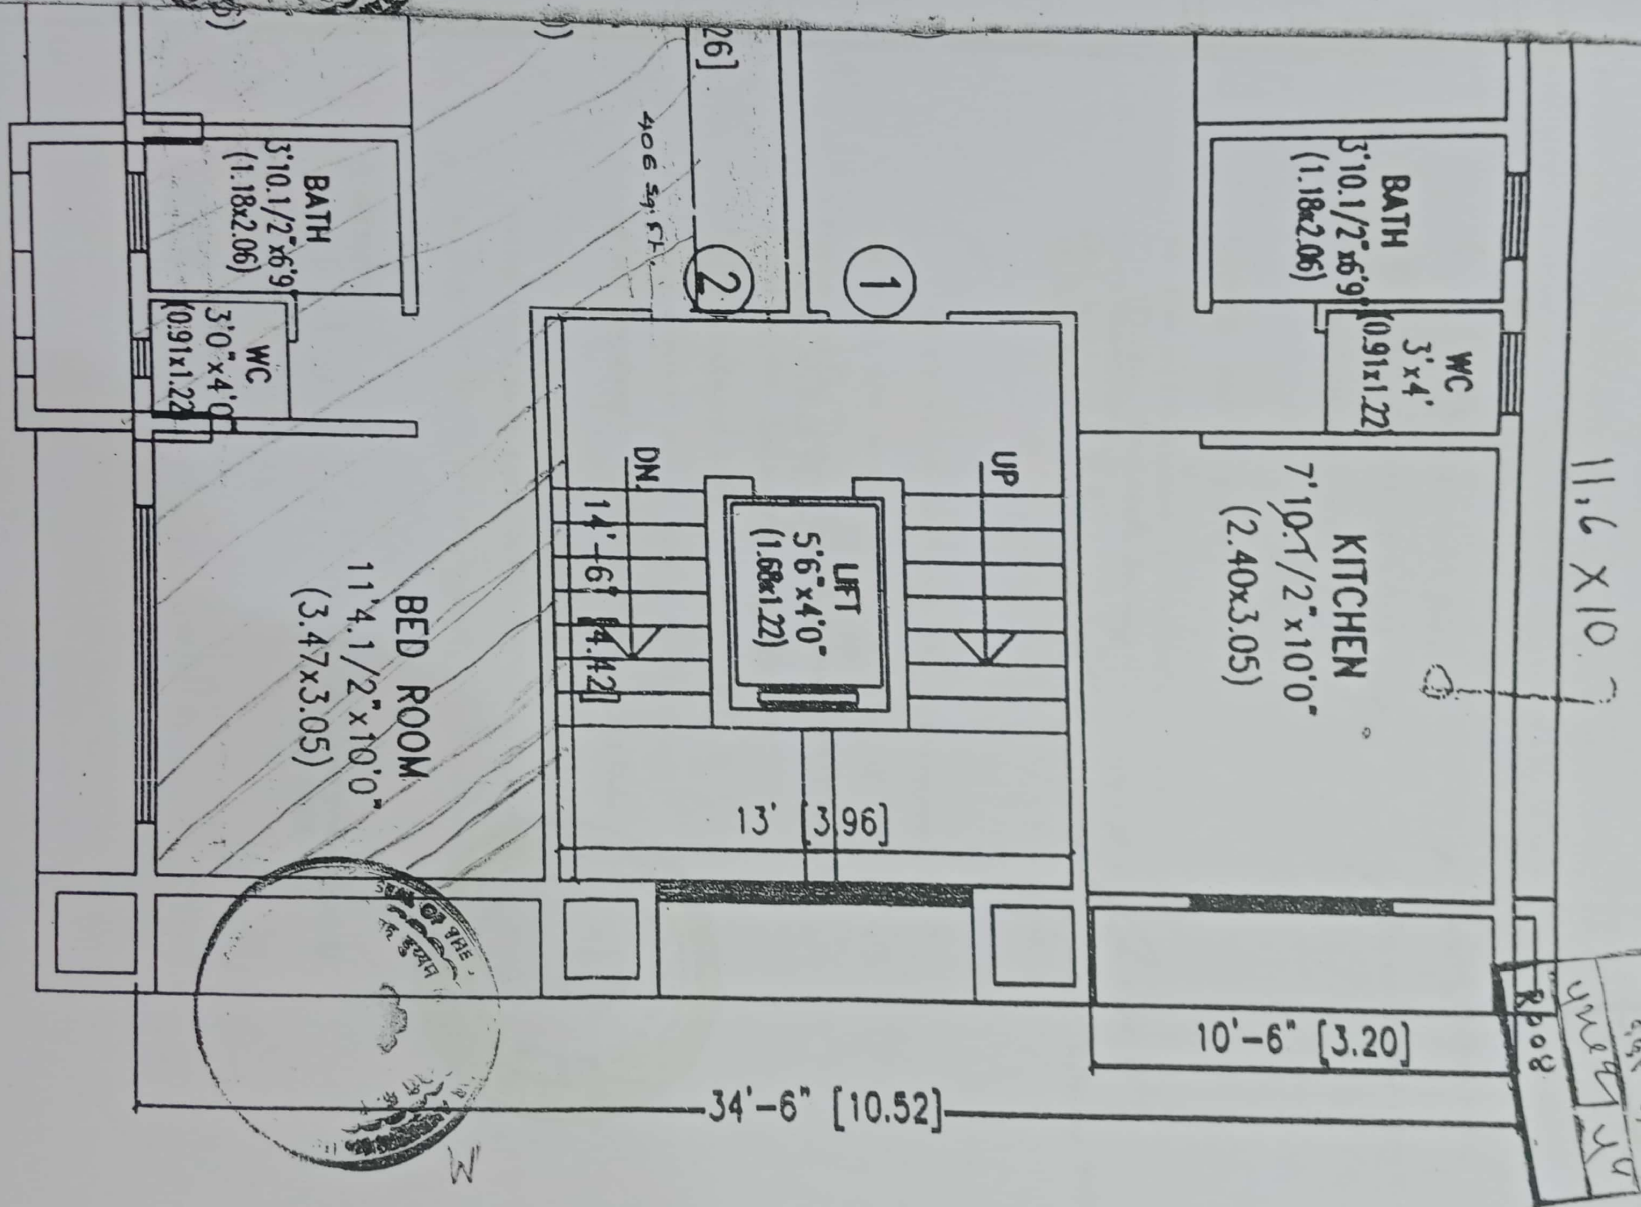 26]
406 Sq. Ft.
BATH
3'10.1/2"x6'9
(1.18x2.06)
BATH
3'10.1/2"x6'9"
(1.18x2.06)
2
1
WC
3'0"x4'0
(0.91x1.22
WC
3'x4'
(0.91x1.22)
DN.
UP
14'-6" [4.42]
LIFT
5'6"x4'0"
(1.68x1.22)
KITCHEN
7'10.1/2"x10'0"
(2.40x3.05)
11.6 x 10
BED ROOM
11'4.1/2"x10'0"
(3.47x3.05)
13' [3.96]
SEAL OF THE
10'-6" [3.20]
34'-6" [10.52]